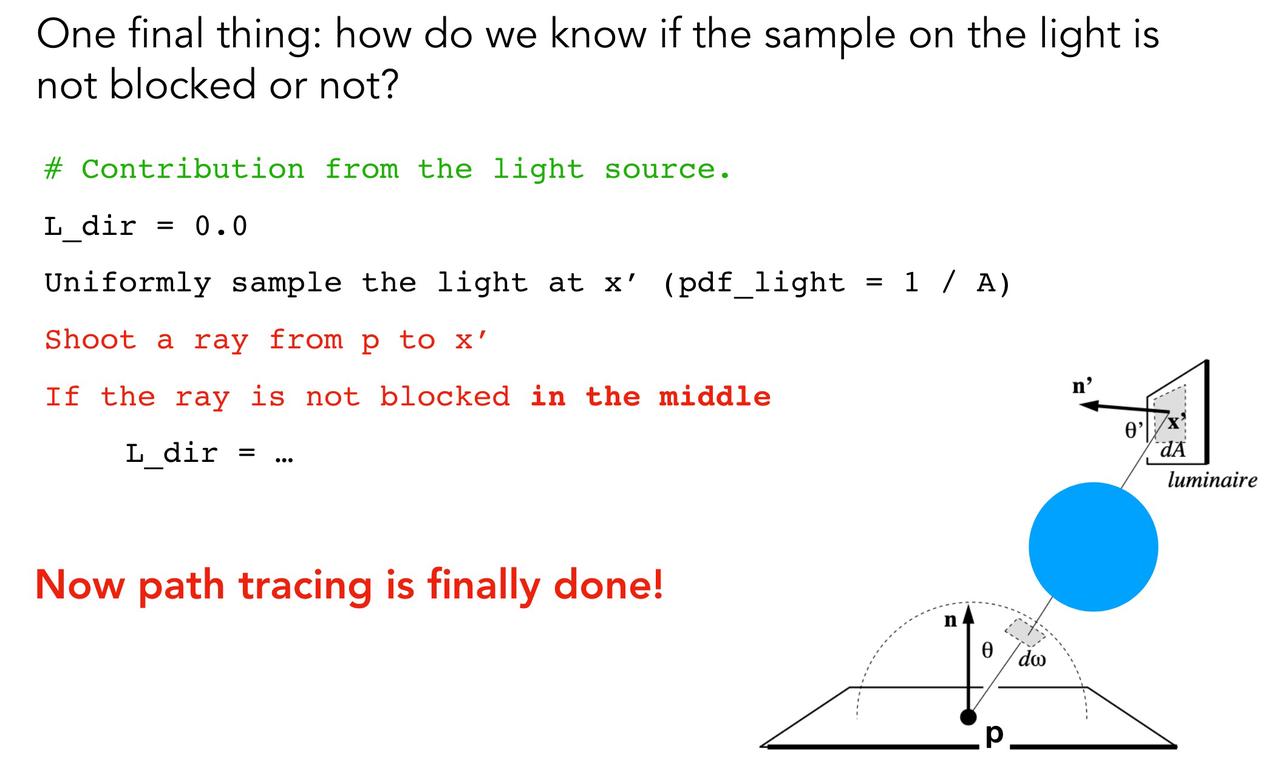 One final thing: how do we know if the sample on the light is
not blocked or not?
# Contribution from the light source.
L_dir = 0.0
Uniformly sample the light at x’ (pdf_light = 1 / A)
Shoot a ray from p to x’
If the ray is not blocked in the middle
L_dir = …
Now path tracing is finally done!
n’
θ’
x’
dA
luminaire
n
θ
dω
p